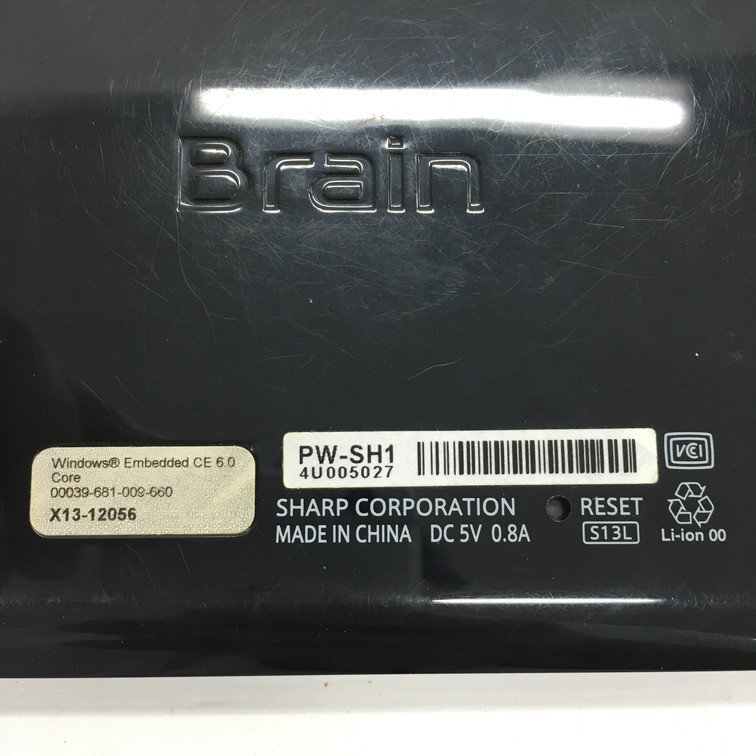 Brain
Windows® Embedded CE 6.0
Core
00039-681-009-660
X13-12056
PW-SH1
4U005027
VCI
SHARP CORPORATION
RESET
MADE IN CHINA DC 5V 0.8A
S13L
Li-ion 00